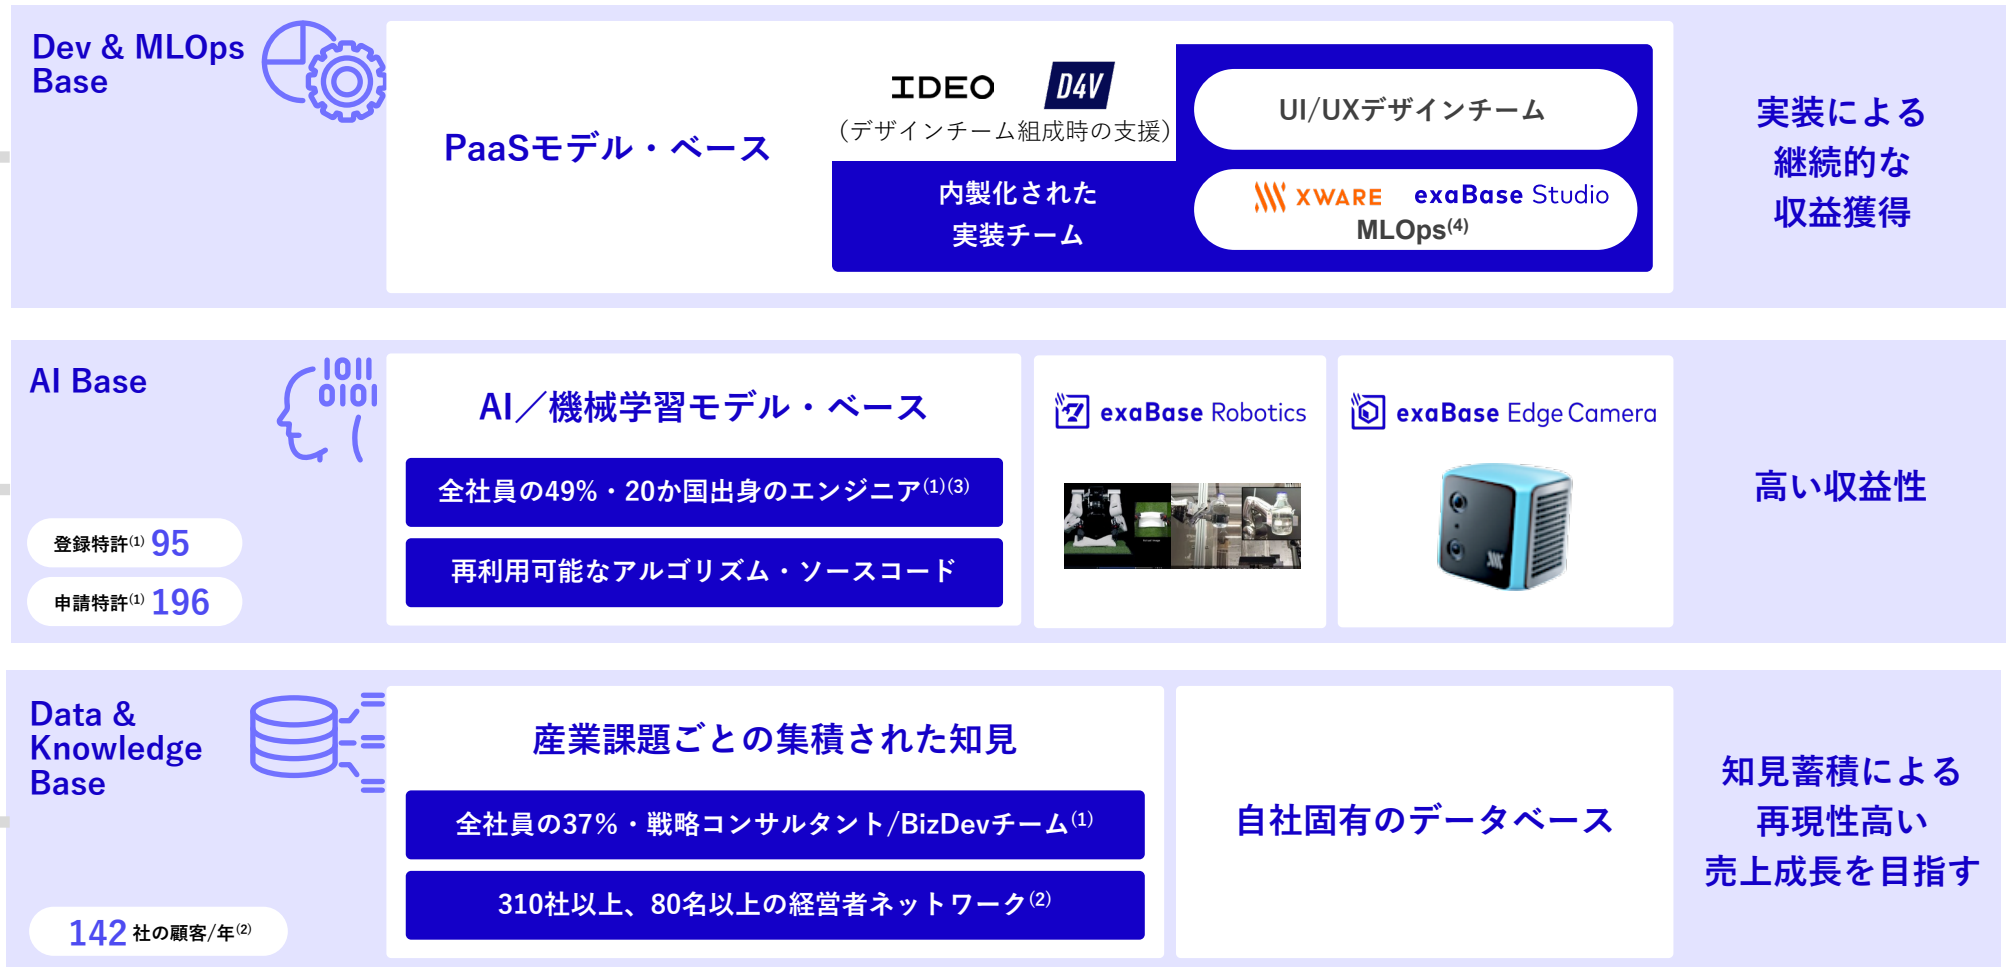 Dev & MLOps
Base
PaaSモデル・ベース
IDEO D4V
（デザインチーム組成時の支援）
内製化された
実装チーム
UI/UXデザインチーム
XWARE exaBase Studio
MLOps(4)
実装による
継続的な
収益獲得
AI Base
1011
0101
登録特許(1) 95
申請特許(1) 196
AI／機械学習モデル・ベース
全社員の49%・20か国出身のエンジニア(1)(3)
再利用可能なアルゴリズム・ソースコード
exaBase Robotics
exaBase Edge Camera
高い収益性
Data &
Knowledge
Base
142 社の顧客/年(2)
産業課題ごとの集積された知見
全社員の37%・戦略コンサルタント/BizDevチーム(1)
310社以上、80名以上の経営者ネットワーク(2)
自社固有のデータベース
知見蓄積による
再現性高い
売上成長を目指す